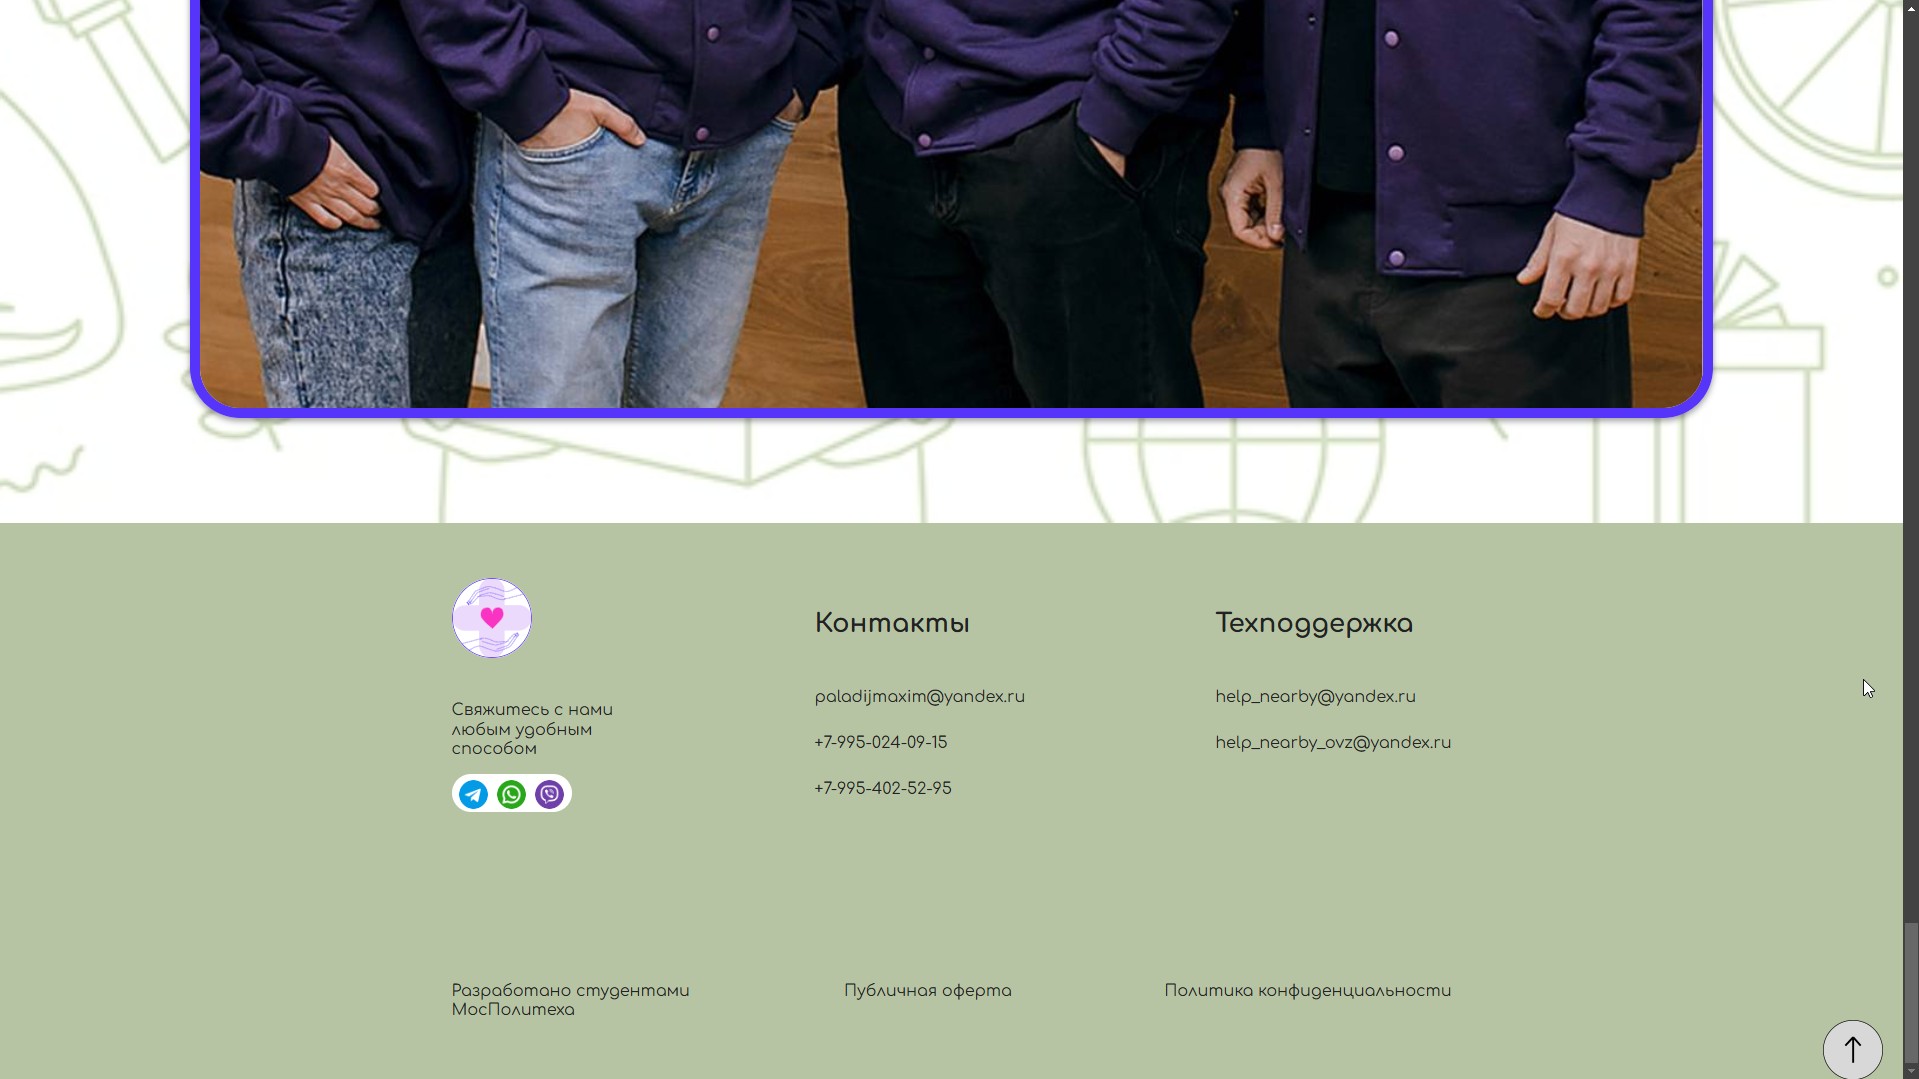 Контакты
Техподдержка
Свяжитесь с нами
любым удобным
способом
paladijmaxim@yandex.ru
+7-995-024-09-15
+7-995-402-52-95
help_nearby@yandex.ru
help_nearby_ovz@yandex.ru
Разработано студентами
МосПолитеха
Публичная оферта
Политика конфиденциальности